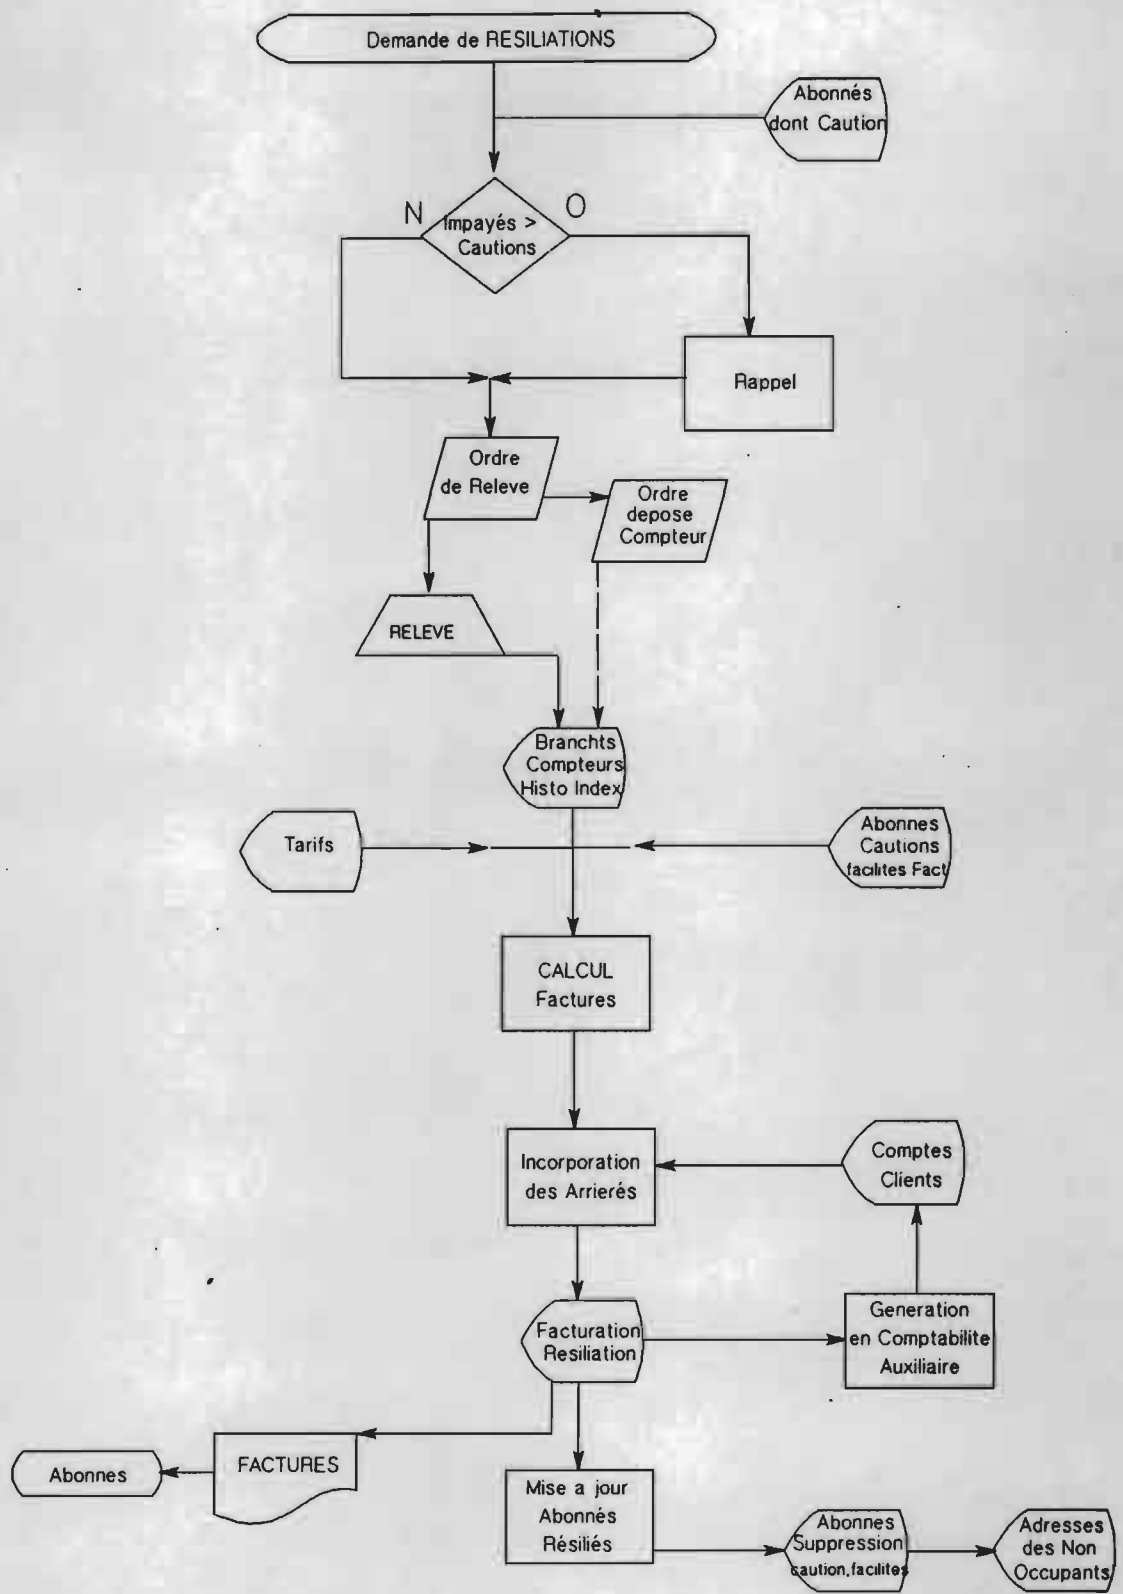 Demande de RESILIATIONS
Abonnés
dont Caution
N
O
Impayés >
Cautions
Rappel
Ordre
de Releve
Ordre
depose
Compteur
RELEVE
Branchts
Compteurs
Histo Index
Tarifs
Abonnes
Cautions
facilites Fact
CALCUL
Factures
Incorporation
des Arrierés
Comptes
Clients
Facturation
Resiliation
Generation
en Comptabilite
Auxiliaire
Abonnes
FACTURES
Mise a jour
Abonnés
Résiliés
Abonnes
Suppression
caution,facilites
Adresses
des Non
Occupants